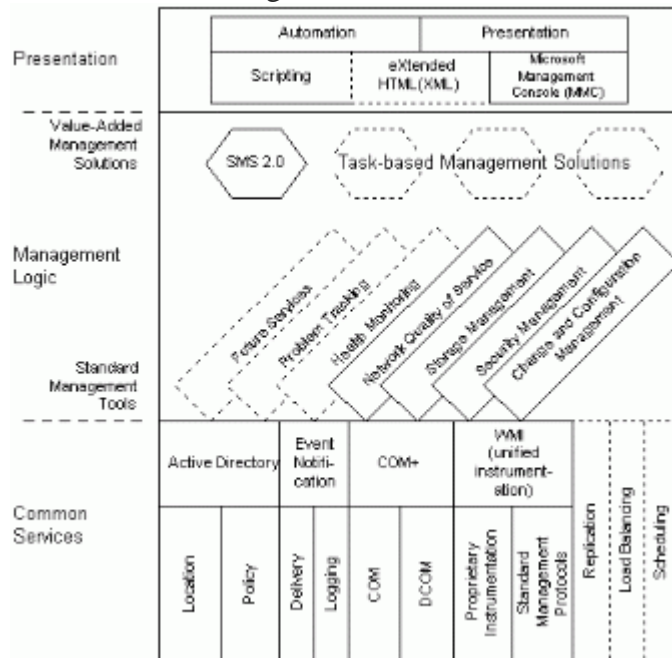 Automation
Presentation
Presentation
Scripting
eXtended
HTML(XML)
Microsoft
Management
Console (MMC)
Value-Added
Management
Solutions
SMS 2.0
Task-based Management Solutions
Management
Logic
Future Services
Problem Tracking
Health Monitoring
Network Quality of Service
Storage Management
Security Management
Change and Configuration
Management
Standard
Management
Tools
Active Directory
Event
Notifi-
cation
COM+
WMI
(unified
instrument-
ation)
Common
Services
Location
Policy
Delivery
Logging
COM
DCOM
Proprietary
Instrumentation
Standard
Management
Protocols
Replication
Load Balancing
Scheduling